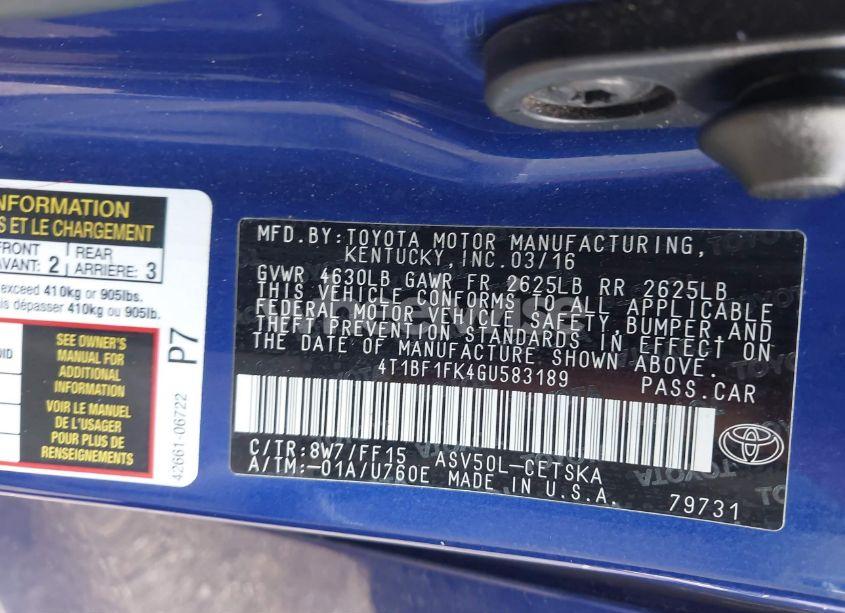 NFORMATION
S ET LE CHARGEMENT
FRONT
AVANT: 2
REAR
ARRIERE: 3
exceed 410kg or 905lbs.
dépasser 410kg ou 905lb.
SEE OWNER'S
MANUAL FOR
ADDITIONAL
INFORMATION
VOIR LE MANUEL
DE L'USAGER
POUR PLUS DE
RENSEIGNEMENTS
P7
42661-06722
MFD.BY:TOYOTA MOTOR MANUFACTURING,
KENTUCKY,INC.03/16
GVWR 4630LB GAWR FR 2625LB RR 2625LB
THIS VEHICLE CONFORMS TO ALL APPLICABLE
FEDERAL MOTOR VEHICLE SAFETY,BUMPER,AND
THEFT PREVENTION STANDARDS IN EFFECT ON
THE DATE OF MANUFACTURE SHOWN ABOVE.
4T1BF1FK4GU583189 PASS.CAR
C/TR:8W7/FF15 ASV50L-CETSKA
A/TM:-01A/U760E MADE IN U.S.A.
79731